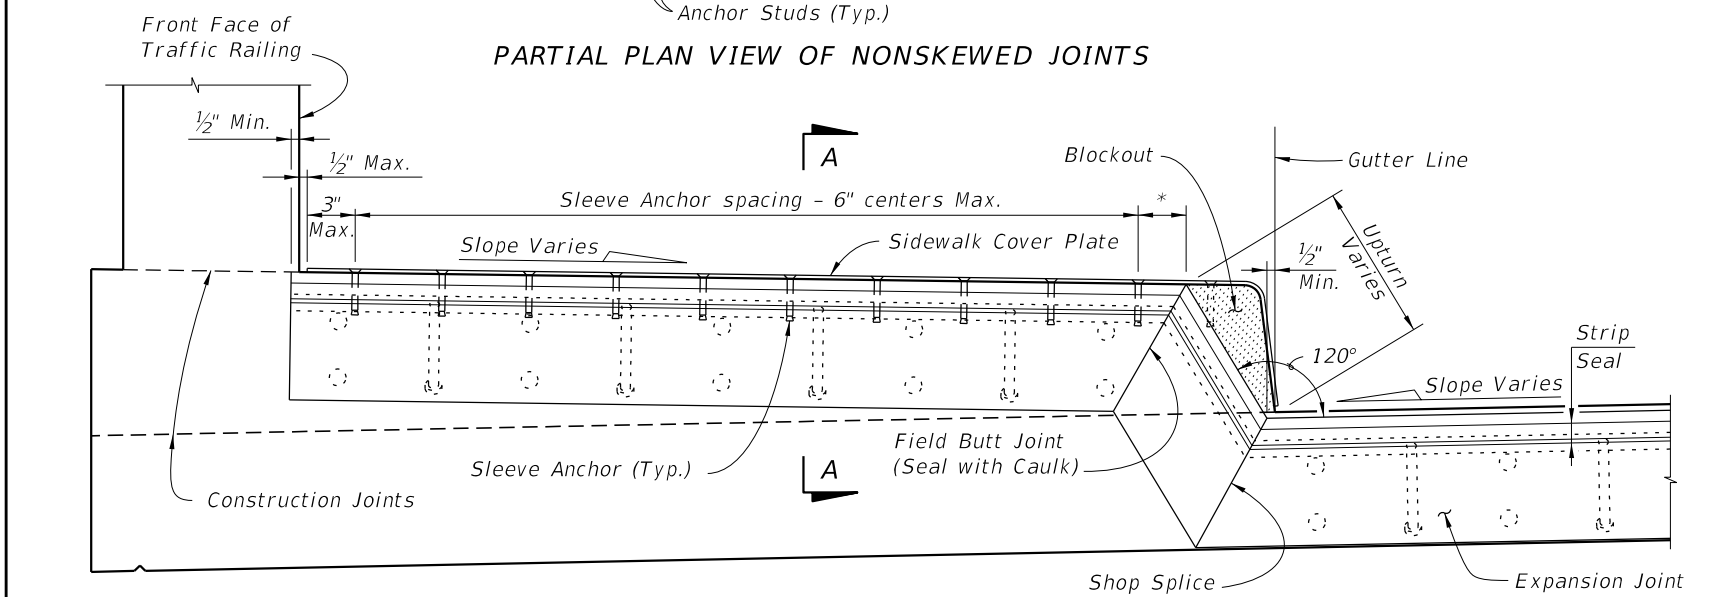 Anchor Studs (Typ.)
Front Face of
Traffic Railing
PARTIAL PLAN VIEW OF NONSKEWED JOINTS
½" Min.
½" Max.
A
Blockout
Gutter Line
3"
Max.
Sleeve Anchor spacing – 6" centers Max.
*
Upturn
Varies
Slope Varies
Sidewalk Cover Plate
½"
Min.
120°
Strip
Seal
Slope Varies
Field Butt Joint
(Seal with Caulk)
Sleeve Anchor (Typ.)
A
Construction Joints
Shop Splice
Expansion Joint